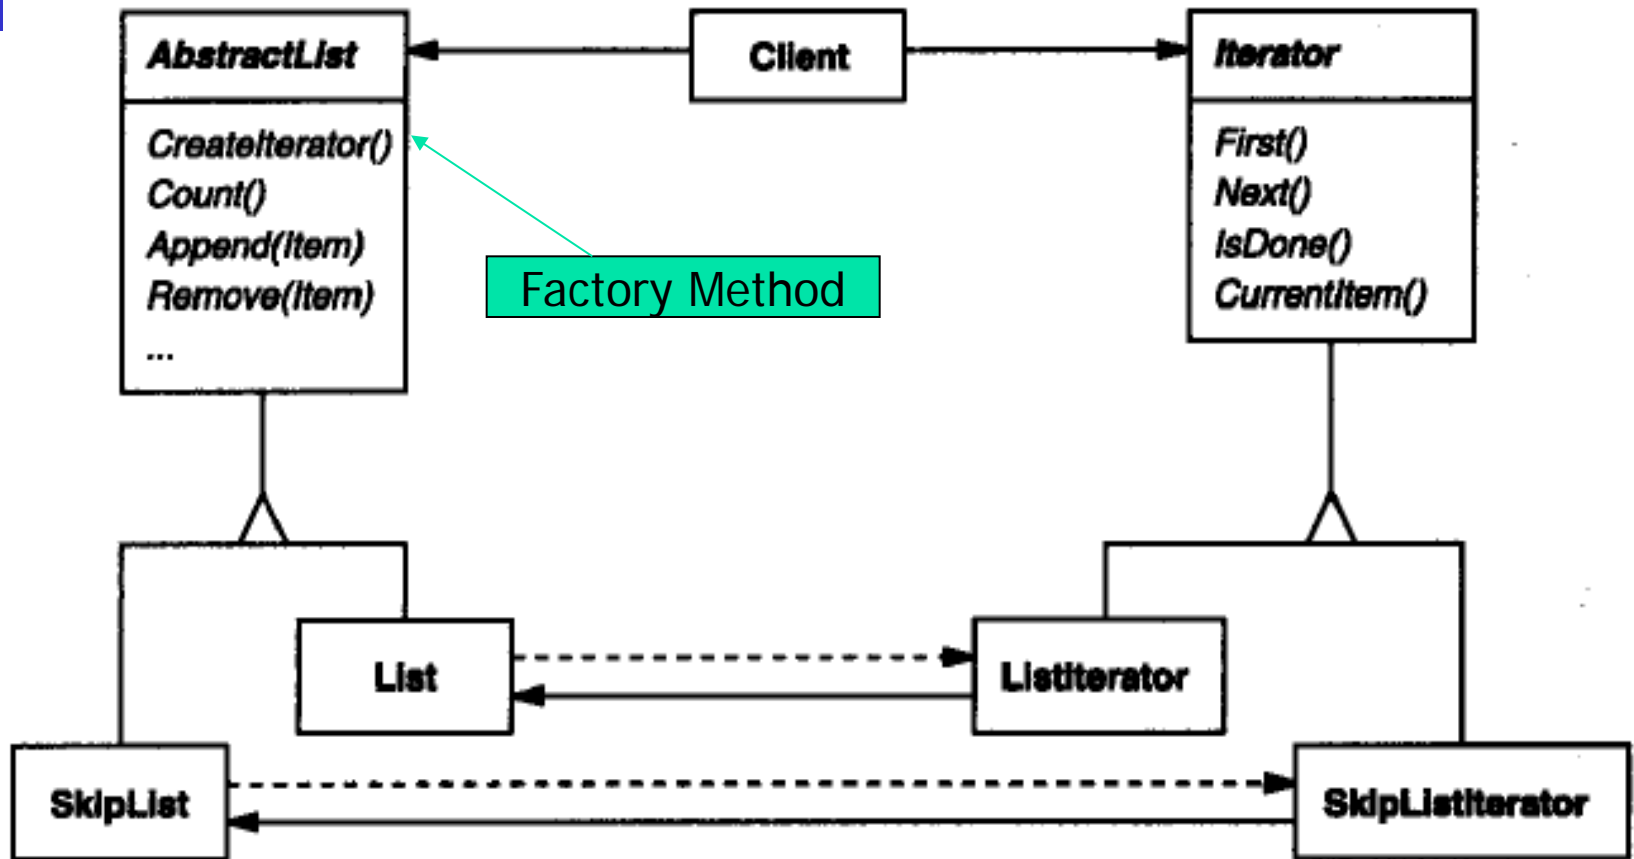 AbstractList
CreateIterator()
Count()
Append(Item)
Remove(Item)
...
Client
Factory Method
Iterator
First()
Next()
IsDone()
CurrentItem()
List
ListIterator
SkipList
SkipListIterator